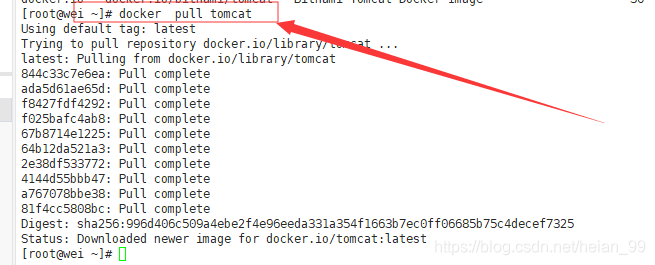 [root@wei ~]# docker  pull tomcat
Using default tag: latest
Trying to pull repository docker.io/library/tomcat ...
latest: Pulling from docker.io/library/tomcat
844c33c7e6ea: Pull complete
ada5d61ae65d: Pull complete
f8427fdf4292: Pull complete
f025bafc4ab8: Pull complete
67b8714e1225: Pull complete
64b12da521a3: Pull complete
2e38df533772: Pull complete
4144d55bbb47: Pull complete
a767078bbe38: Pull complete
81f4cc5808bc: Pull complete
Digest: sha256:996d406c509a4ebe2f4e96eeda331a354f1663b7ec0ff06685b75c4decef7325
Status: Downloaded newer image for docker.io/tomcat:latest
[root@wei ~]#
https://blog.csdn.net/heian_99